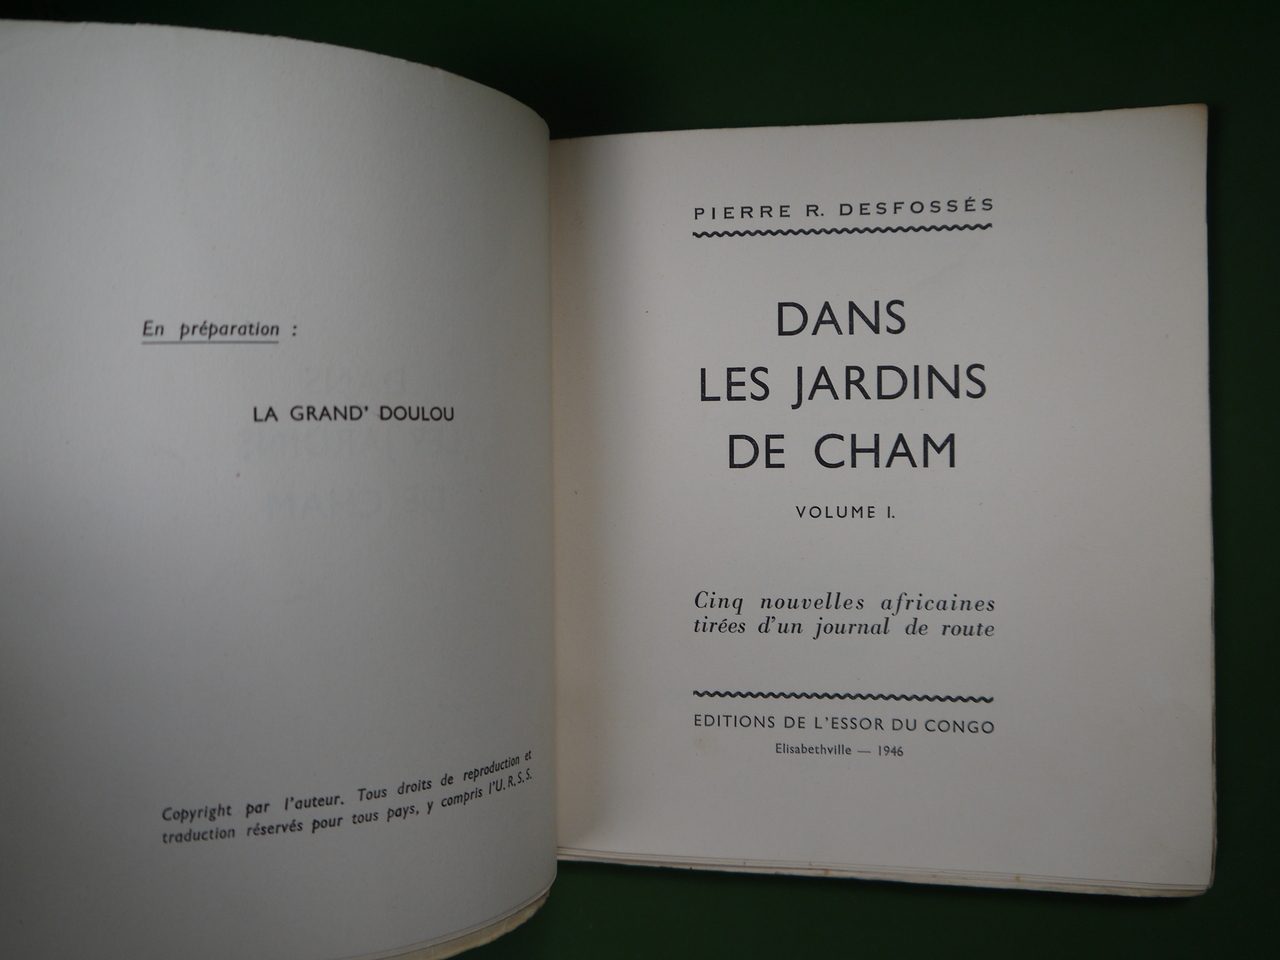 En préparation :
LA GRAND' DOULOU
Copyright par l'auteur. Tous droits de reproduction et
traduction réservés pour tous pays, y compris l'U. R. S. S.
PIERRE R. DESFOSSÉS
DANS
LES JARDINS
DE CHAM
VOLUME I.
Cinq nouvelles africaines
tirées d'un journal de route
EDITIONS DE L'ESSOR DU CONGO
Elisabethville — 1946